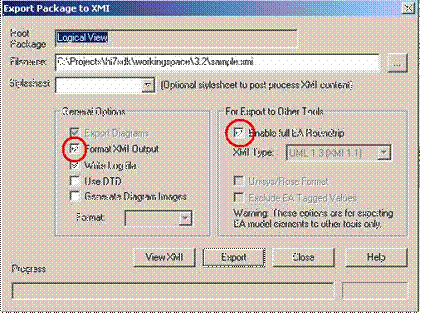 Export Package to XMI
Root Package Logical View
Filename: C:\Projects\hl7sdk\workingspace\3.2\sample.xmi ...
Stylesheet (Optional stylesheet to post process XMI content)
General Options
Export Diagrams
Format XMI Output
Write Log file
Use DTD
Generate Diagram Images
Format:
For Export to Other Tools
Enable full EA Roundtrip
XMI Type: UML 1.3 (XMI 1.1)
Unisys/Rose Format
Exclude EA Tagged Values
Warning: These options are for exporting
EA model elements to other tools only.
View XMI Export Close Help
Progress